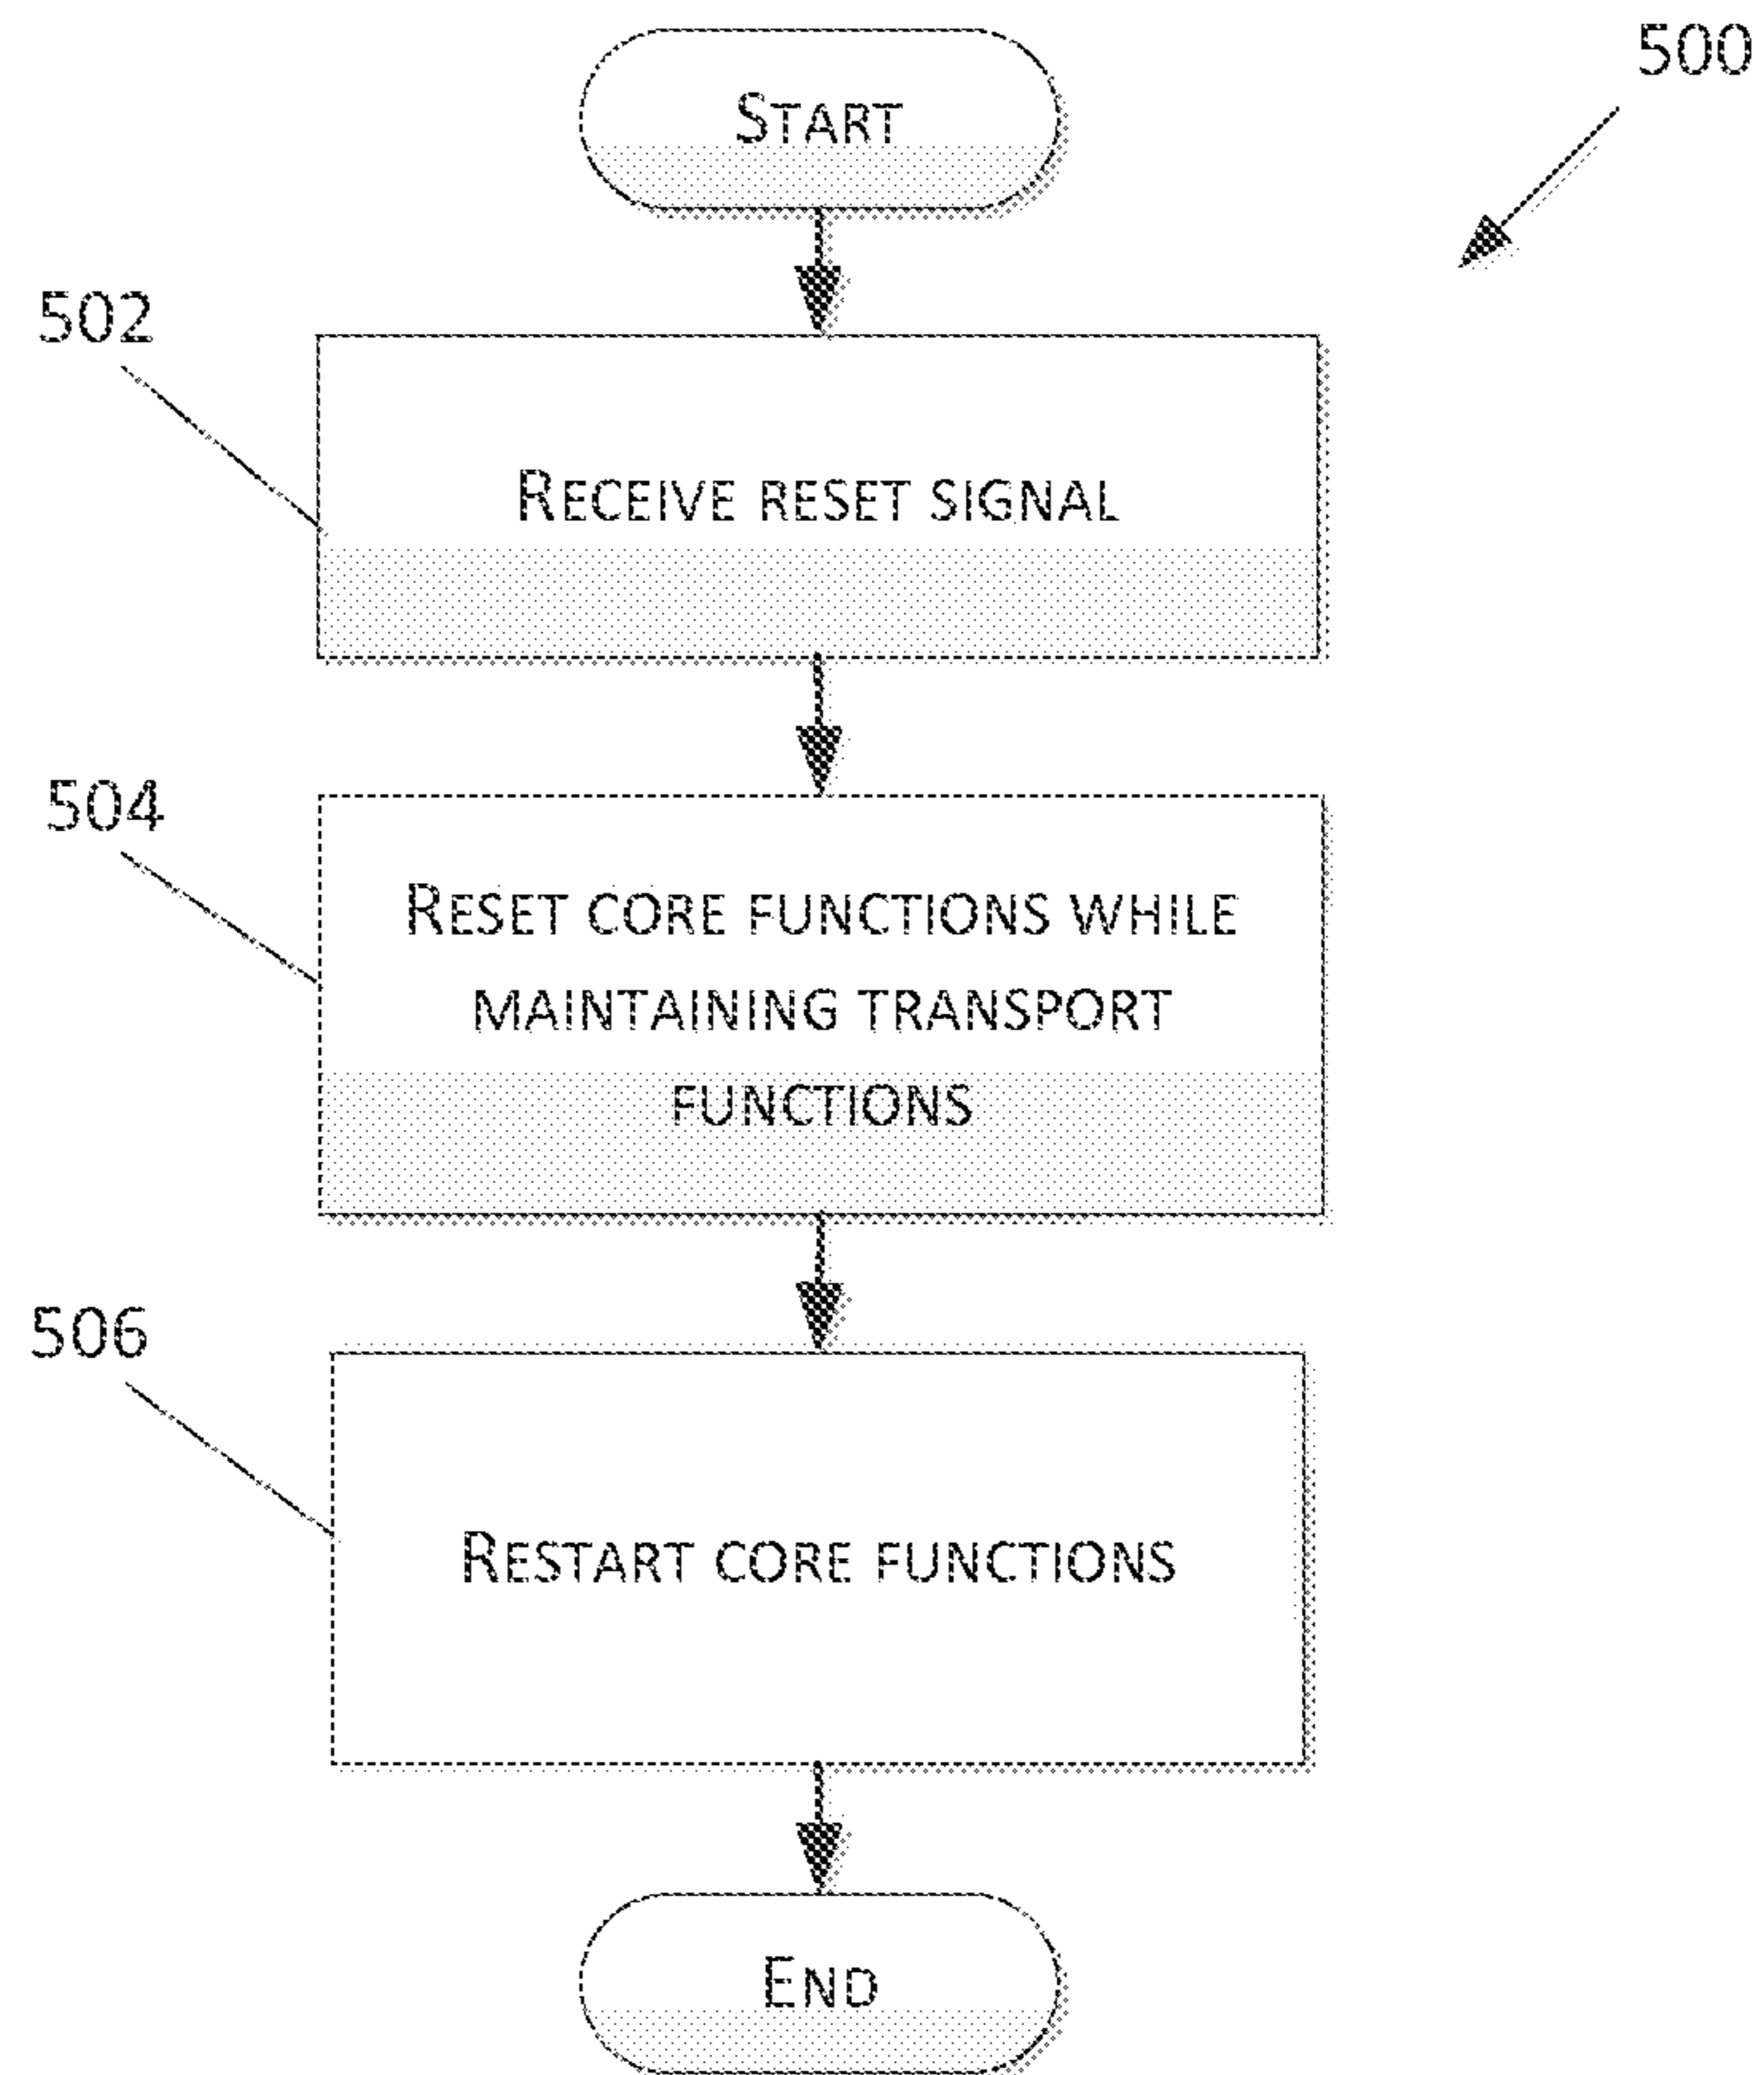 START
500
502
RECEIVE RESET SIGNAL
504
RESET CORE FUNCTIONS WHILE
MAINTAINING TRANSPORT
FUNCTIONS
506
RESTART CORE FUNCTIONS
END